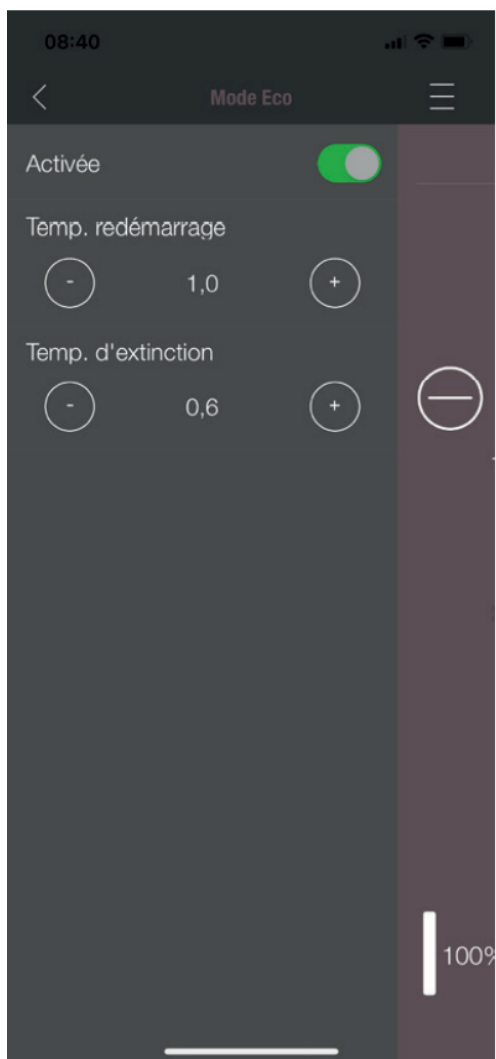 08:40
Mode Eco
Activée
Temp. redémarrage
- 1,0 +
Temp. d'extinction
- 0,6 +
100%